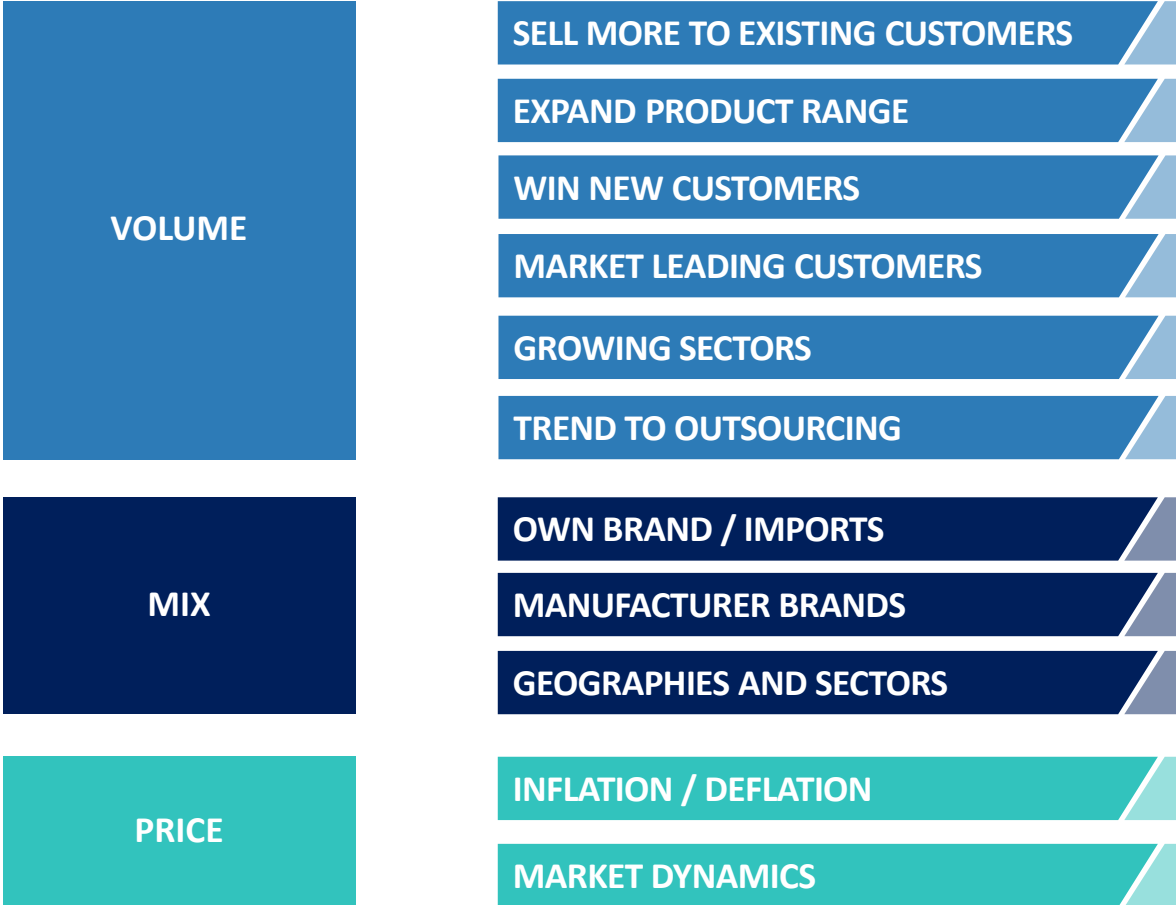 VOLUME
SELL MORE TO EXISTING CUSTOMERS
EXPAND PRODUCT RANGE
WIN NEW CUSTOMERS
MARKET LEADING CUSTOMERS
GROWING SECTORS
TREND TO OUTSOURCING
MIX
OWN BRAND / IMPORTS
MANUFACTURER BRANDS
GEOGRAPHIES AND SECTORS
PRICE
INFLATION / DEFLATION
MARKET DYNAMICS